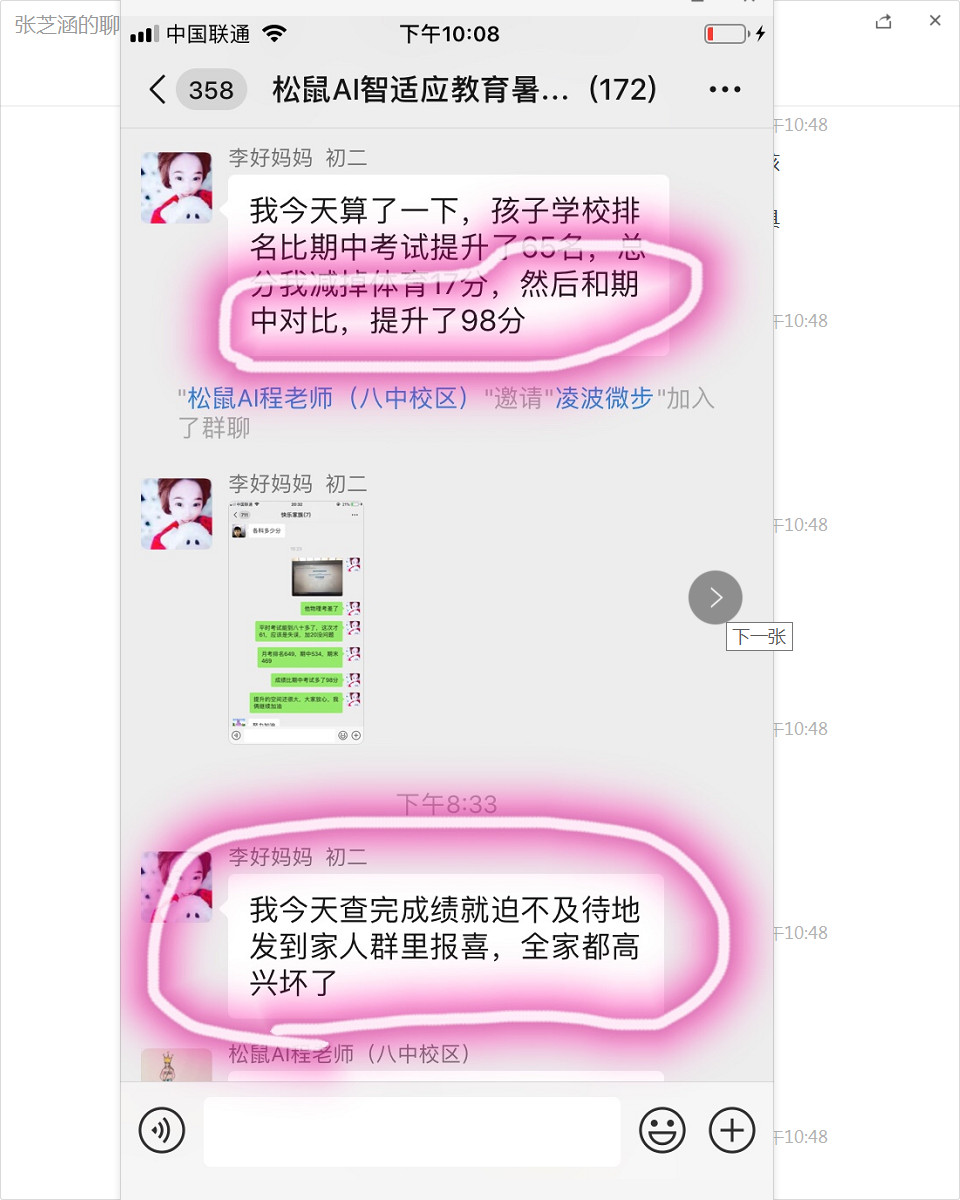 张芝涵的聊
中国联通
下午10:08
358
松鼠AI智适应教育暑... (172)
午10:48
李好妈妈 初二
我今天算了一下，孩子学校排
名比期中考试提升了65名，总
分我减掉体育17分，然后和期
中对比，提升了98分
午10:48
"松鼠AI程老师（八中校区）"邀请"凌波微步"加入
了群聊
李好妈妈 初二
快乐家族(7)
各科多少分
他物理考差了
平时考试能到八十多了，这次才
61，应该是失误，加20没问题
月考排名649，期中534，期末
469
成绩比期中考试多了98分
提升的空间还很大，大家放心，我
俩继续加油
午10:48
下一张
午10:48
下午8:33
李好妈妈 初二
我今天查完成绩就迫不及待地
发到家人群里报喜，全家都高
兴坏了
午10:48
松鼠AI程老师（八中校区）
午10:48